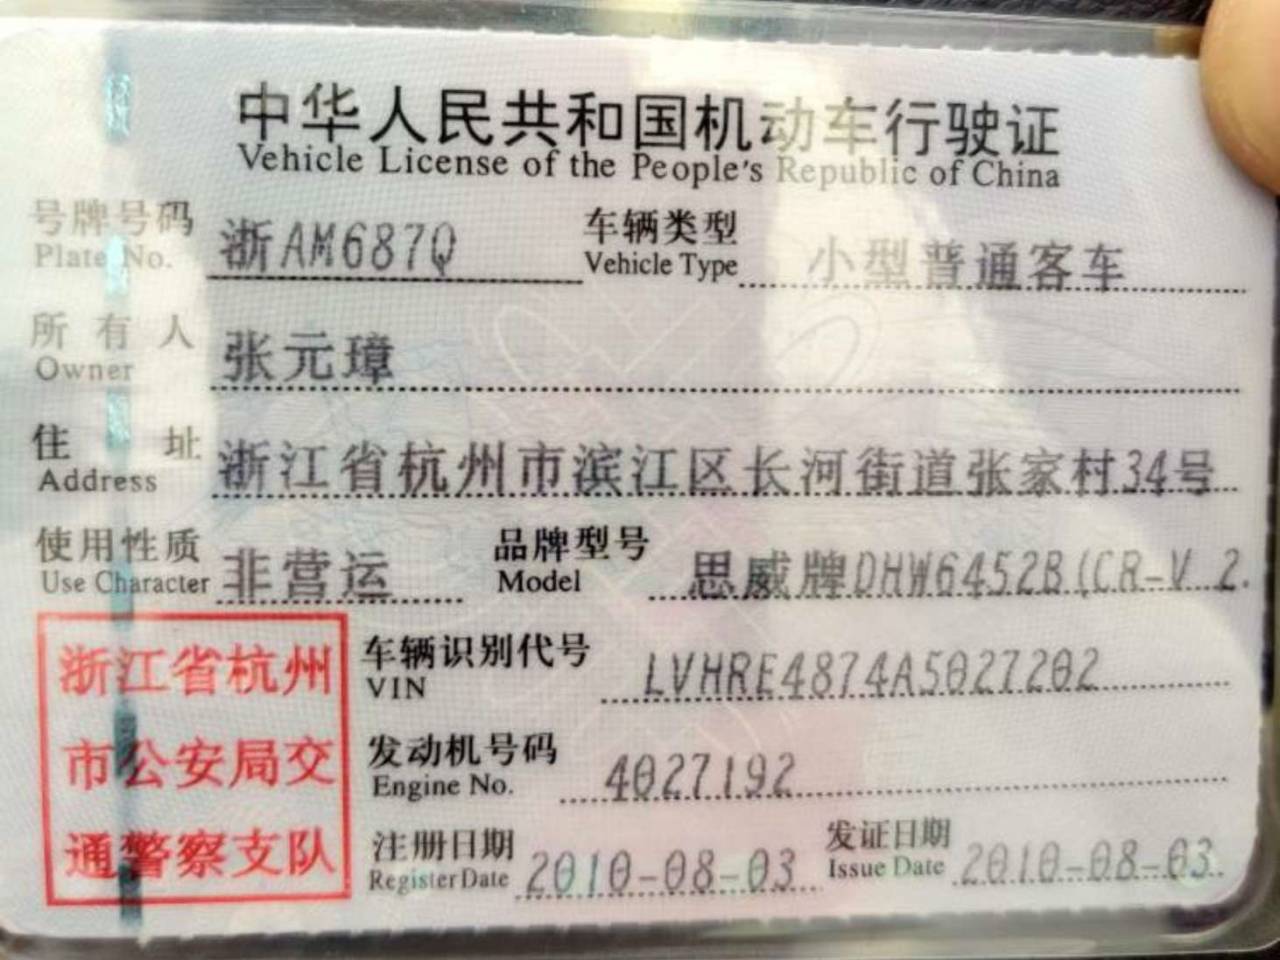 中华人民共和国机动车行驶证
Vehicle License of the People's Republic of China
号牌号码 浙AM687Q 车辆类型 小型普通客车
Plate No. Vehicle Type
所有人 张元璋
Owner
住址 浙江省杭州市滨江区长河街道张家村34号
Address
使用性质 非营运 品牌型号 思威牌DHW6452B(CR-V 2.
Use Character Model
浙江省杭州
市公安局交
通警察支队
车辆识别代号 LVHRE4874A5027202
VIN
发动机号码 4027192
Engine No.
注册日期 2010-08-03 发证日期 2010-08-03
Register Date Issue Date